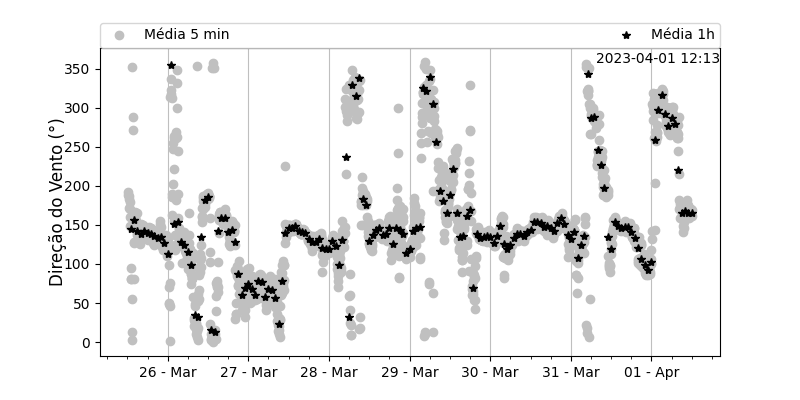 Média 5 min
Média 1h
2023-04-01 12:13
Direção do Vento (°)
350
300
250
200
150
100
50
0
26 - Mar
27 - Mar
28 - Mar
29 - Mar
30 - Mar
31 - Mar
01 - Apr